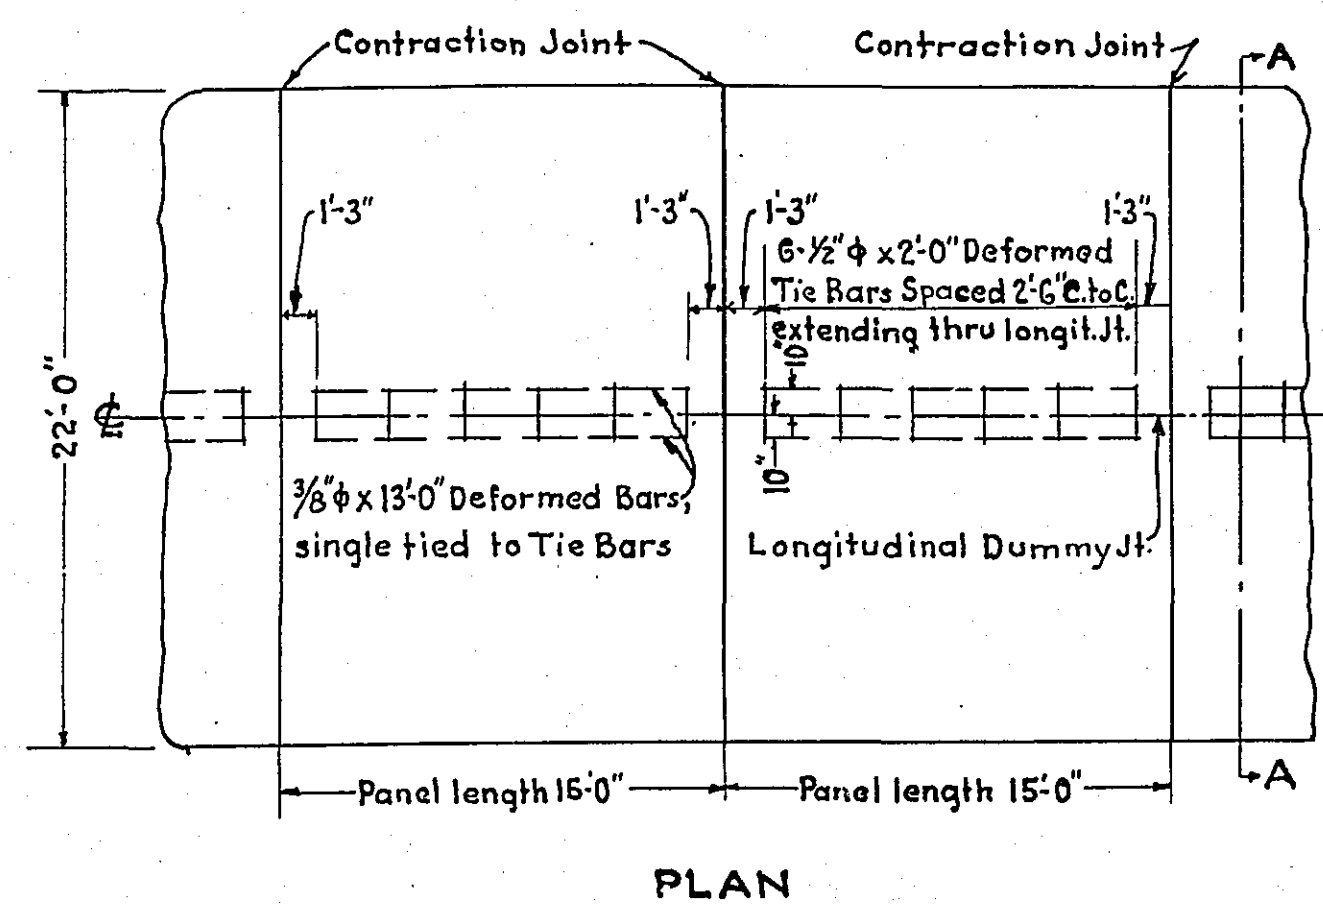 Contraction Joint
Contraction Joint
A
1'-3"
1'-3"
1'-3"
1'-3"
6-½"ϕ x 2'-0" Deformed
Tie Bars Spaced 2'-6" C. to C.
extending thru longit. Jt.
10"
22'-0"
℄
10"
3/8"ϕ x 13'-0" Deformed Bars,
single tied to Tie Bars
Longitudinal Dummy Jt.
Panel length 15'-0"
Panel length 15'-0"
A
PLAN